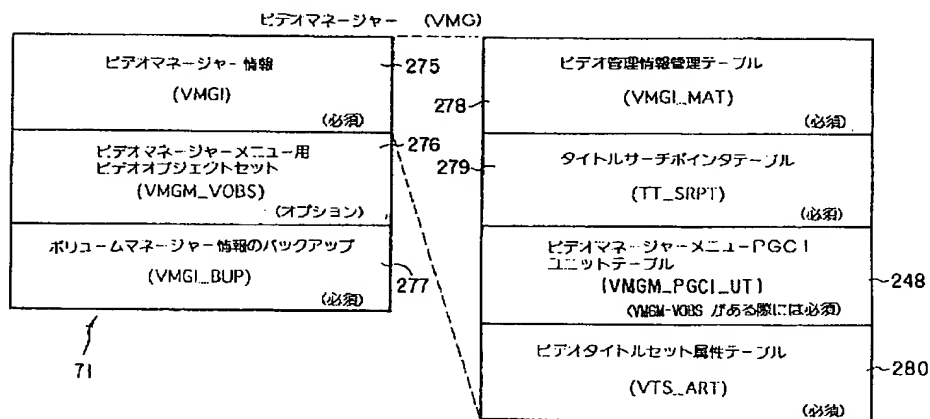 ビデオマネージャー (VMG)
ビデオマネージャー情報
(VMGI)
(必須)
275
ビデオマネージャーメニュー用
ビデオオブジェクトセット
(VMGM_VOBS)
(オプション)
276
ボリュームマネージャー情報のバックアップ
(VMGI_BUP)
(必須)
277
71
ビデオ管理情報管理テーブル
(VMGI_MAT)
(必須)
278
タイトルサーチポインタテーブル
(TT_SRPT)
(必須)
279
ビデオマネージャーメニューPGCI
ユニットテーブル
(VMGM_PGCI_UT)
(VMGM-VOBS がある際には必須)
248
ビデオタイトルセット属性テーブル
(VTS_ART)
(必須)
280